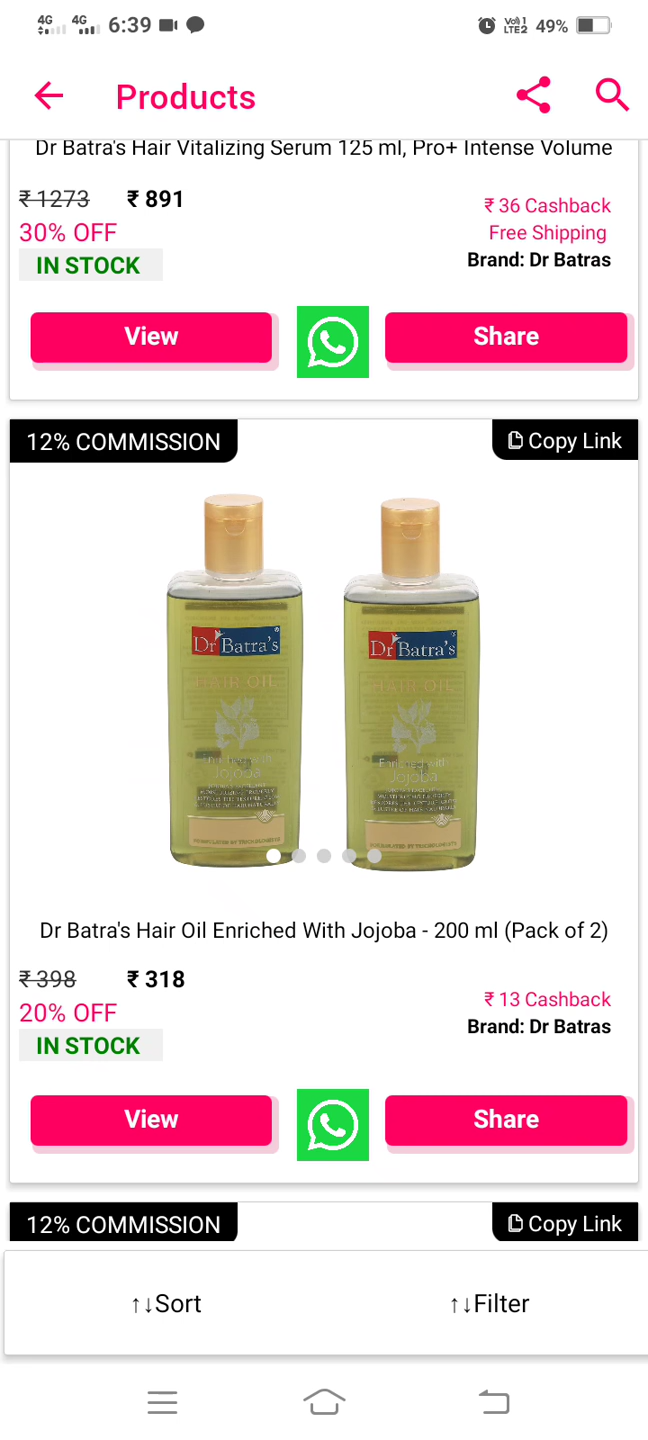 4G 4G 6:39 Vo) 1 LTE2 49%
Products
Dr Batra's Hair Vitalizing Serum 125 ml, Pro+ Intense Volume
₹ 1273 ₹ 891
₹ 36 Cashback
30% OFF
Free Shipping
IN STOCK
Brand: Dr Batras
View Share
12% COMMISSION Copy Link
Dr Batra's Dr Batra's
HAIR OIL HAIR OIL
Enriched with Enriched with
Jojoba Jojoba
Dr Batra's Hair Oil Enriched With Jojoba - 200 ml (Pack of 2)
₹ 398 ₹ 318
₹ 13 Cashback
20% OFF
Brand: Dr Batras
IN STOCK
View Share
12% COMMISSION Copy Link
↑↓Sort ↑↓Filter